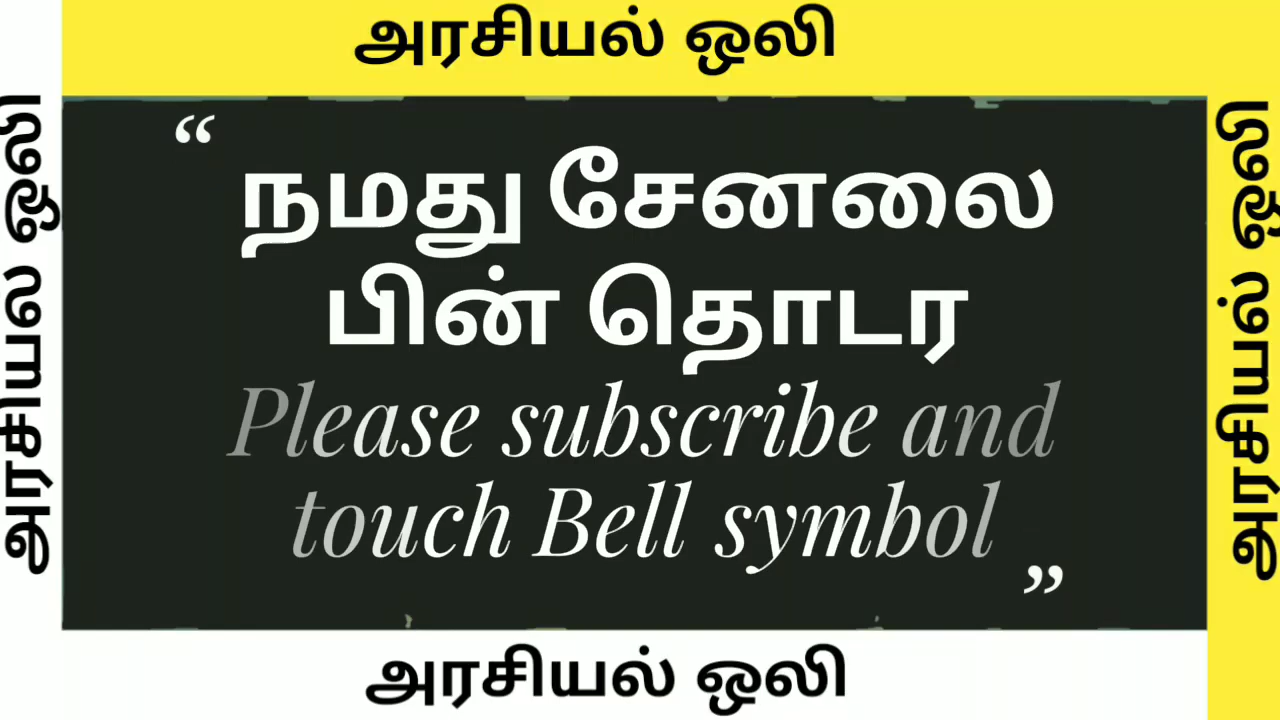 அரசியல் ஒலி
அரசியல ஒலி
“
நமது சேனலை
பின் தொடர
Please subscribe and
touch Bell symbol
”
அரசியல் ஒலி
அரசியல் ஒலி